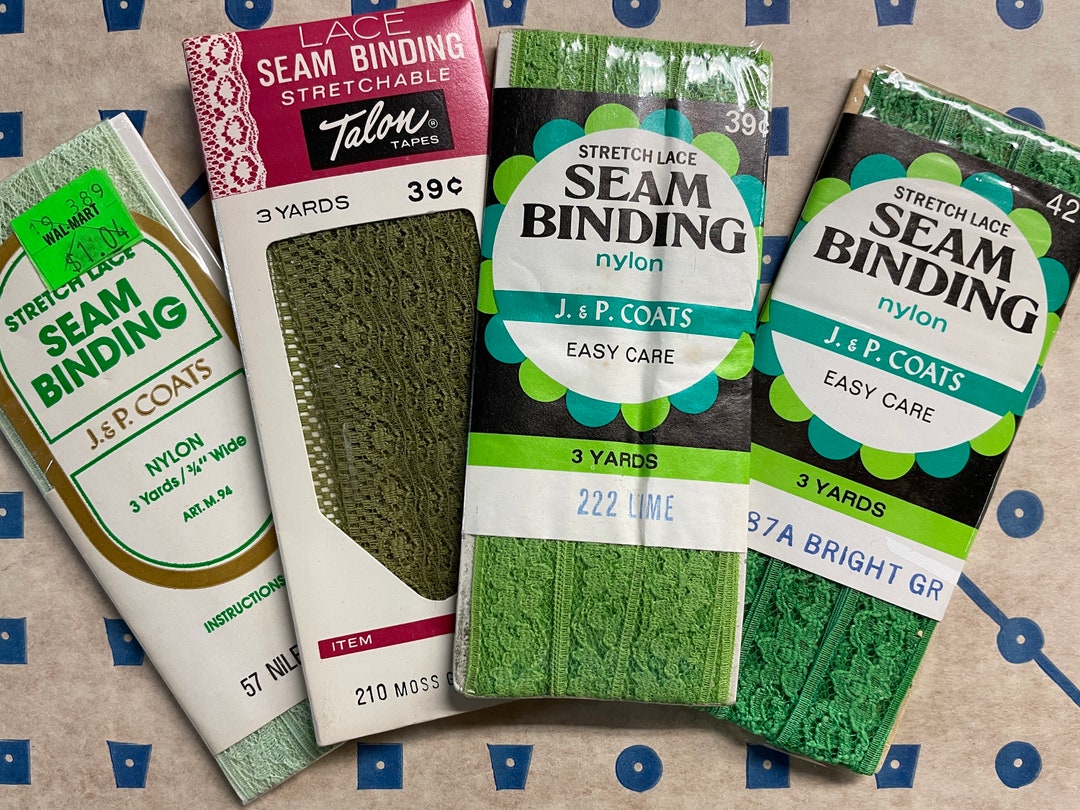 19 389
WAL-MART
$1.04
STRETCH LACE
SEAM
BINDING
J. & P. COATS
NYLON
3 Yards/¾" Wide
ART. M.94
INSTRUCTIONS
57 NILE
LACE
SEAM BINDING
STRETCHABLE
Talon®
TAPES
3 YARDS 39¢
ITEM
210 MOSS G
39¢
STRETCH LACE
SEAM
BINDING
nylon
J. & P. COATS
EASY CARE
3 YARDS
222 LIME
42
STRETCH LACE
SEAM
BINDING
nylon
J. & P. COATS
EASY CARE
3 YARDS
87A BRIGHT GR